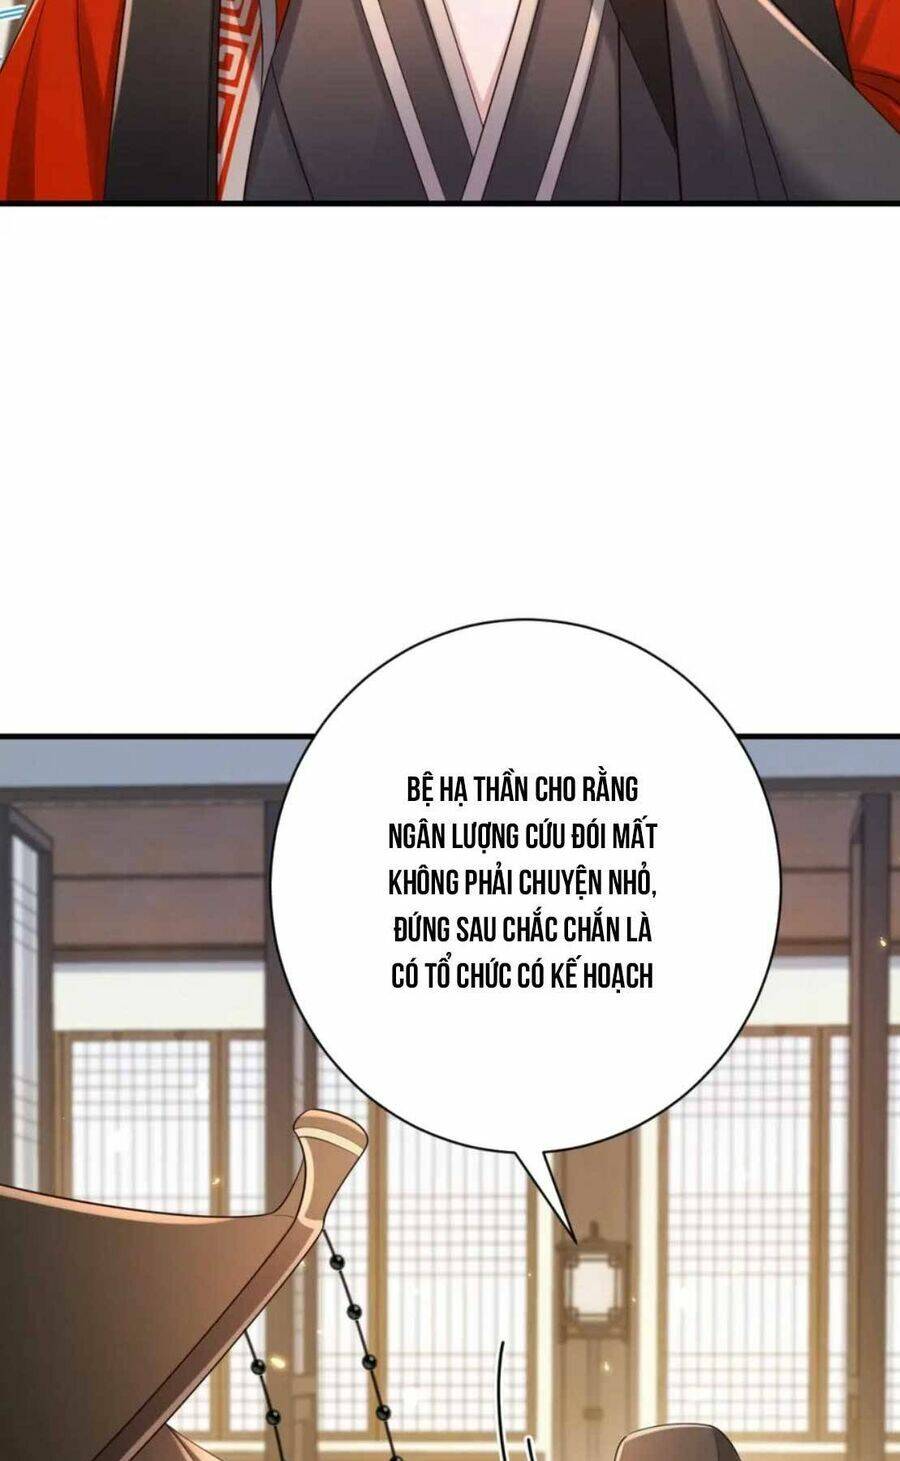 BỆ HẠ THẦN CHO RẰNG
NGÂN LƯỢNG CỨU ĐÓI MẤT
KHÔNG PHẢI CHUYỆN NHỎ,
ĐỨNG SAU CHẮC CHẮN LÀ
CÓ TỔ CHỨC CÓ KẾ HOẠCH